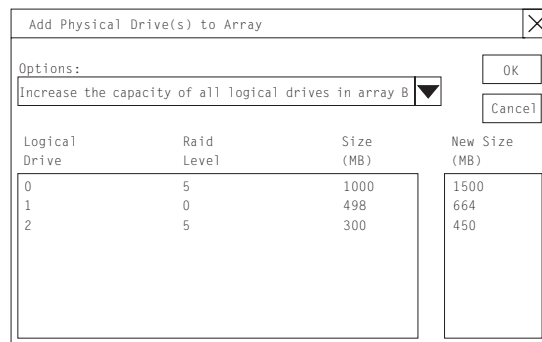 Add Physical Drive(s) to Array
Options:
OK
Increase the capacity of all logical drives in array B
Cancel
Logical Raid Size New Size
Drive Level (MB) (MB)
0 5 1000 1500
1 0 498 664
2 5 300 450